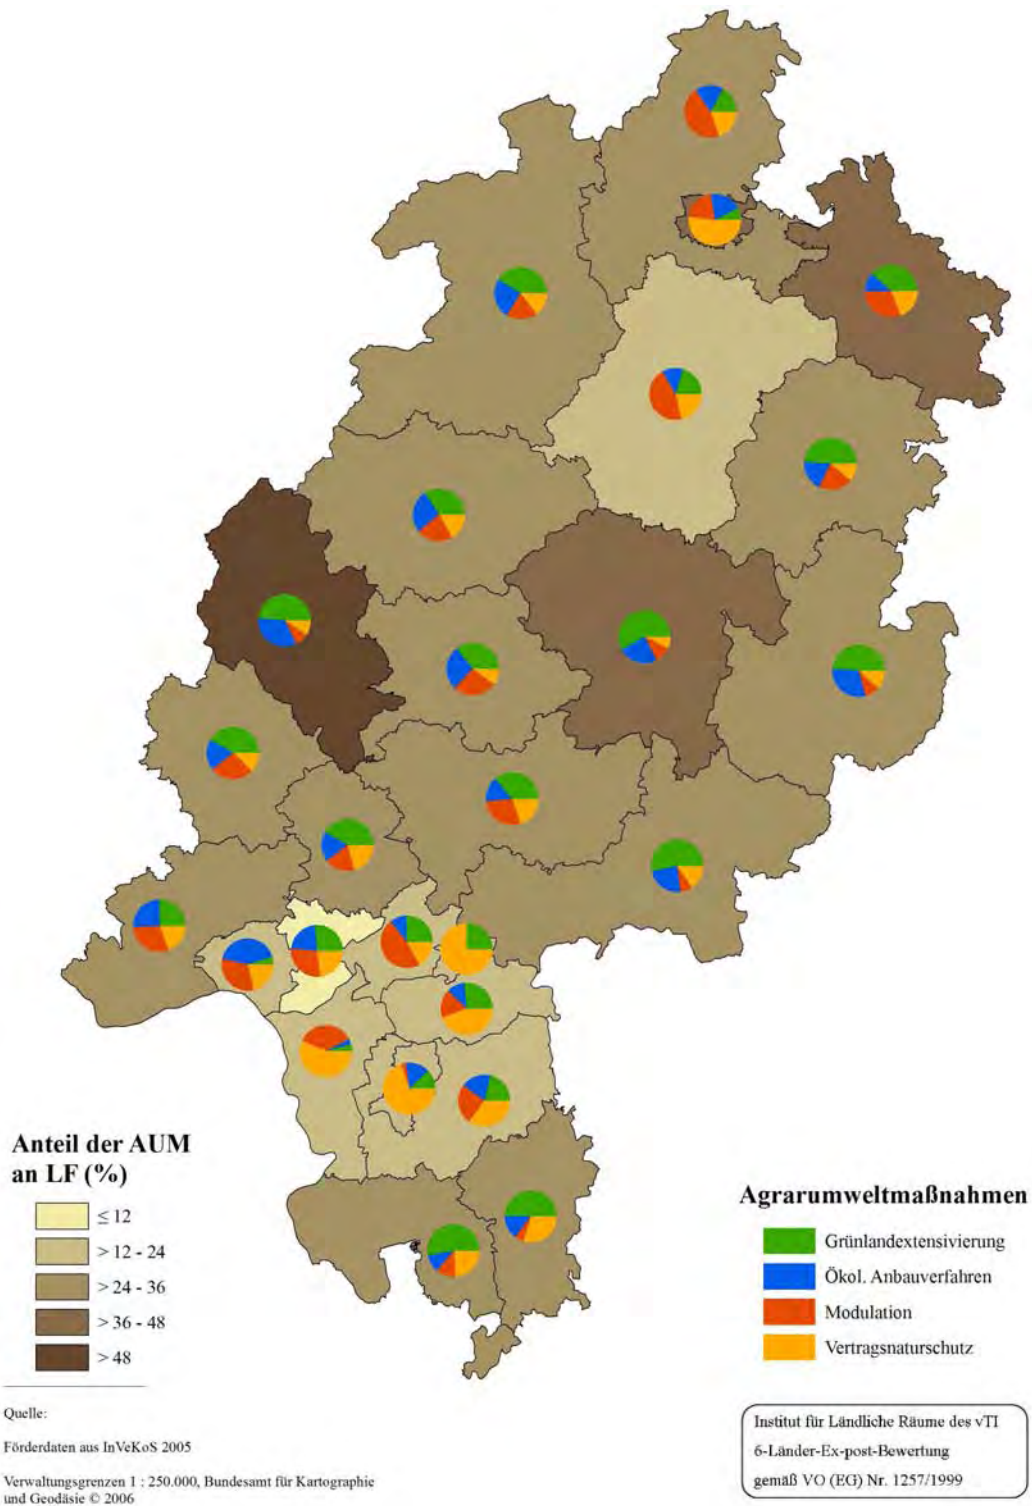 Anteil der AUM
an LF (%)
≤ 12
> 12 - 24
> 24 - 36
> 36 - 48
> 48
Agrarumweltmaßnahmen
Grünlandextensivierung
Ökol. Anbauverfahren
Modulation
Vertragsnaturschutz
Quelle:
Förderdaten aus InVeKoS 2005
Verwaltungsgrenzen 1 : 250.000, Bundesamt für Kartographie
und Geodäsie © 2006
Institut für Ländliche Räume des vTI
6-Länder-Ex-post-Bewertung
gemäß VO (EG) Nr. 1257/1999